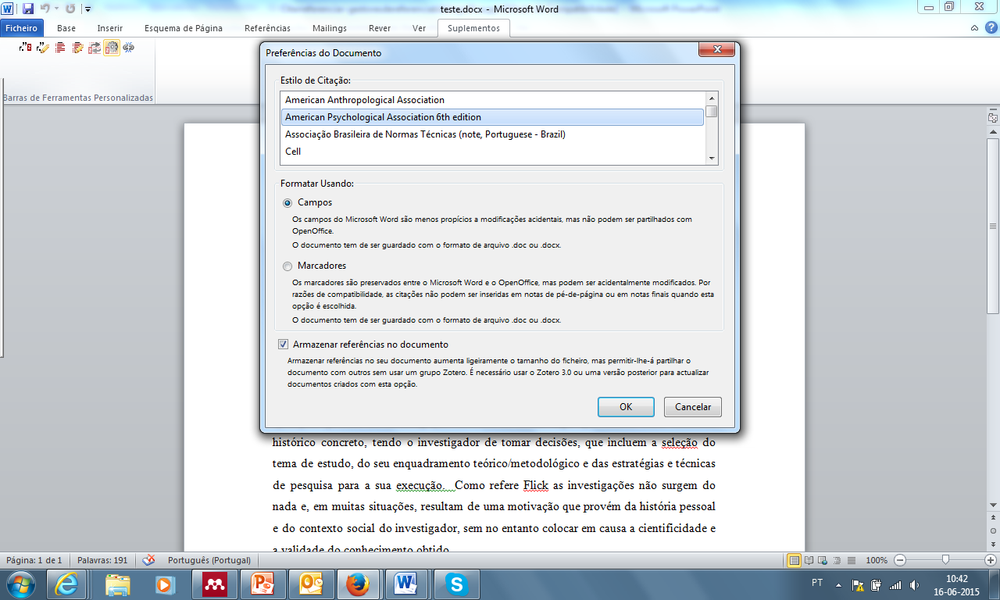 teste.docx - Microsoft Word
Ficheiro Base Inserir Esquema de Página Referências Mailings Rever Ver Suplementos
Barras de Ferramentas Personalizadas
Preferências do Documento
Estilo de Citação:
American Anthropological Association
American Psychological Association 6th edition
Associação Brasileira de Normas Técnicas (note, Portuguese - Brazil)
Cell
Formatar Usando:
Campos
Os campos do Microsoft Word são menos propícios a modificações acidentais, mas não podem ser partilhados com
OpenOffice.
O documento tem de ser guardado com o formato de arquivo .doc ou .docx.
Marcadores
Os marcadores são preservados entre o Microsoft Word e o OpenOffice, mas podem ser acidentalmente modificados. Por
razões de compatibilidade, as citações não podem ser inseridas em notas de pé-de-página ou em notas finais quando esta
opção é escolhida.
O documento tem de ser guardado com o formato de arquivo .doc ou .docx.
Armazenar referências no documento
Armazenar referências no seu documento aumenta ligeiramente o tamanho do ficheiro, mas permitir-lhe-á partilhar o
documento com outros sem usar um grupo Zotero. É necessário usar o Zotero 3.0 ou uma versão posterior para actualizar
documentos criados com esta opção.
OK Cancelar
histórico concreto, tendo o investigador de tomar decisões, que incluem a seleção do
tema de estudo, do seu enquadramento teórico/metodológico e das estratégias e técnicas
de pesquisa para a sua execução. Como refere Flick as investigações não surgem do
nada e, em muitas situações, resultam de uma motivação que provém da história pessoal
e do contexto social do investigador, sem no entanto colocar em causa a cientificidade e
a validade do conhecimento obtido
Página: 1 de 1 Palavras: 191 Português (Portugal) 100%
PT 10:42
16-06-2015